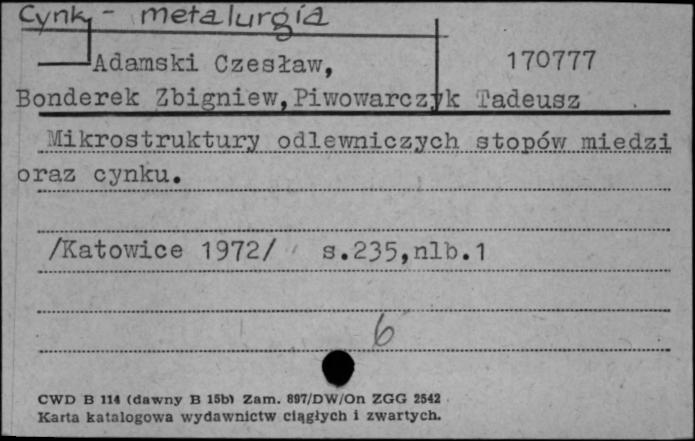 Cynk - metalurgia
Adamski Czesław, 170777
Bonderek Zbigniew, Piwowarczyk Tadeusz
Mikrostruktury odlewniczych stopów miedzi
oraz cynku.
/Katowice 1972/ s.235,nlb.1
6
CWD B 114 (dawny B 15b) Zam. 897/DW/On ZGG 2542
Karta katalogowa wydawnictw ciągłych i zwartych.